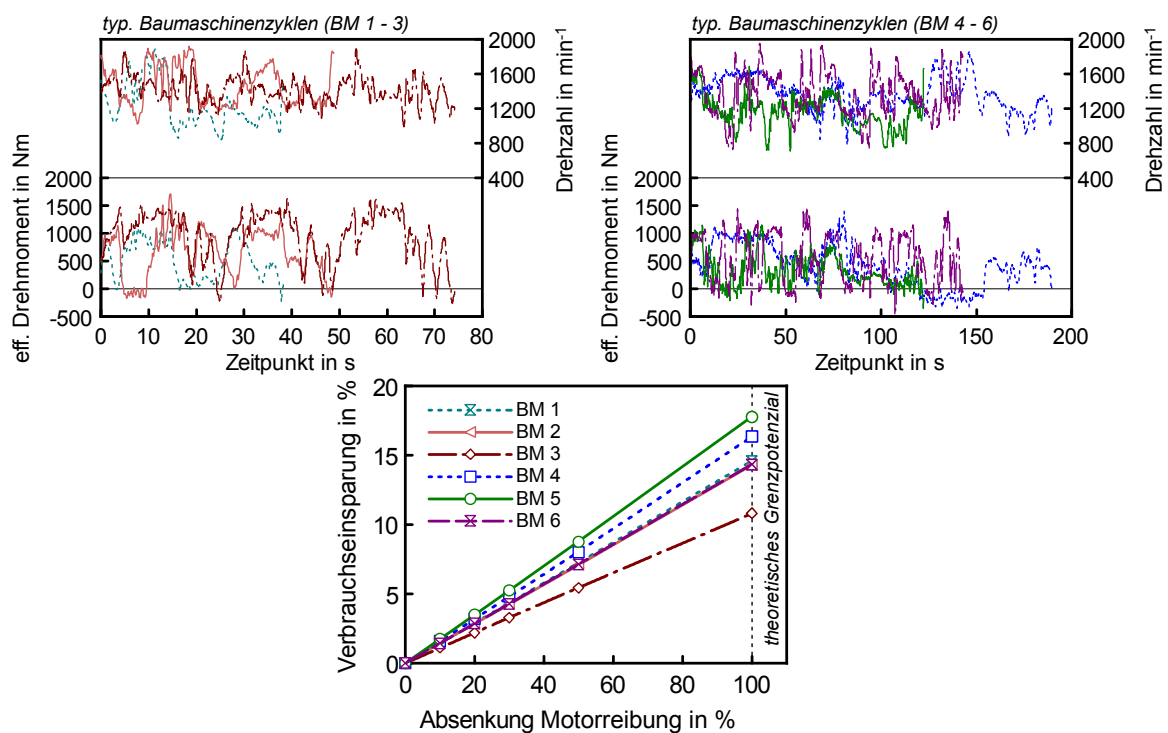 typ. Baumaschinenzyklen (BM 1 - 3)
eff. Drehmoment in Nm
2000
1500
1000
500
0
-500
2000
1600
1200
800
400
Drehzahl in min⁻¹
0 10 20 30 40 50 60 70 80
Zeitpunkt in s
typ. Baumaschinenzyklen (BM 4 - 6)
eff. Drehmoment in Nm
2000
1500
1000
500
0
-500
2000
1600
1200
800
400
Drehzahl in min⁻¹
0 50 100 150 200
Zeitpunkt in s
Verbrauchseinsparung in %
20
15
10
5
0
BM 1
BM 2
BM 3
BM 4
BM 5
BM 6
theoretisches Grenzpotenzial
0 20 40 60 80 100
Absenkung Motorreibung in %